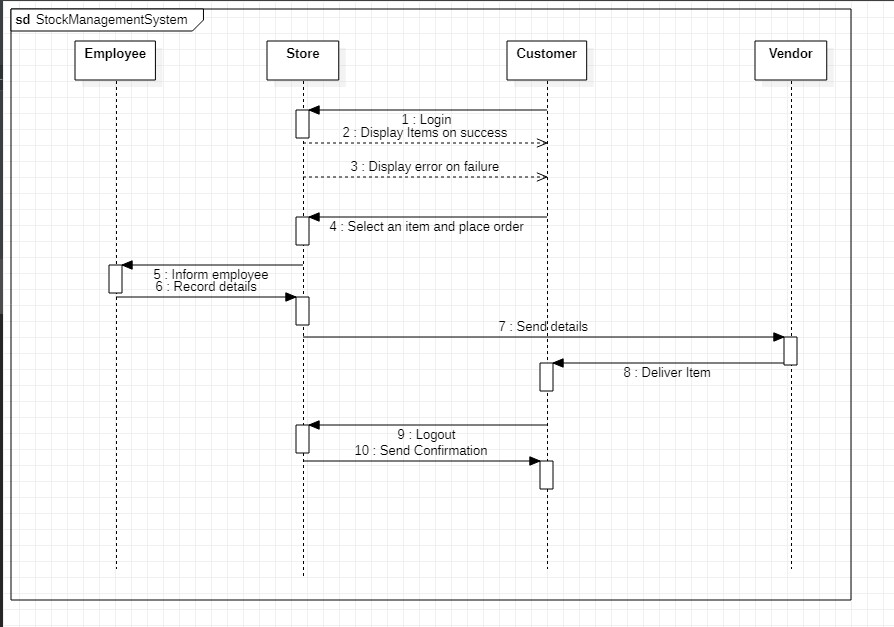 sd StockManagementSystem
Employee
Store
Customer
Vendor
1 : Login
2 : Display Items on success
3 : Display error on failure
4 : Select an item and place order
5 : Inform employee
6 : Record details
7 : Send details
8 : Deliver Item
9 : Logout
10 : Send Confirmation